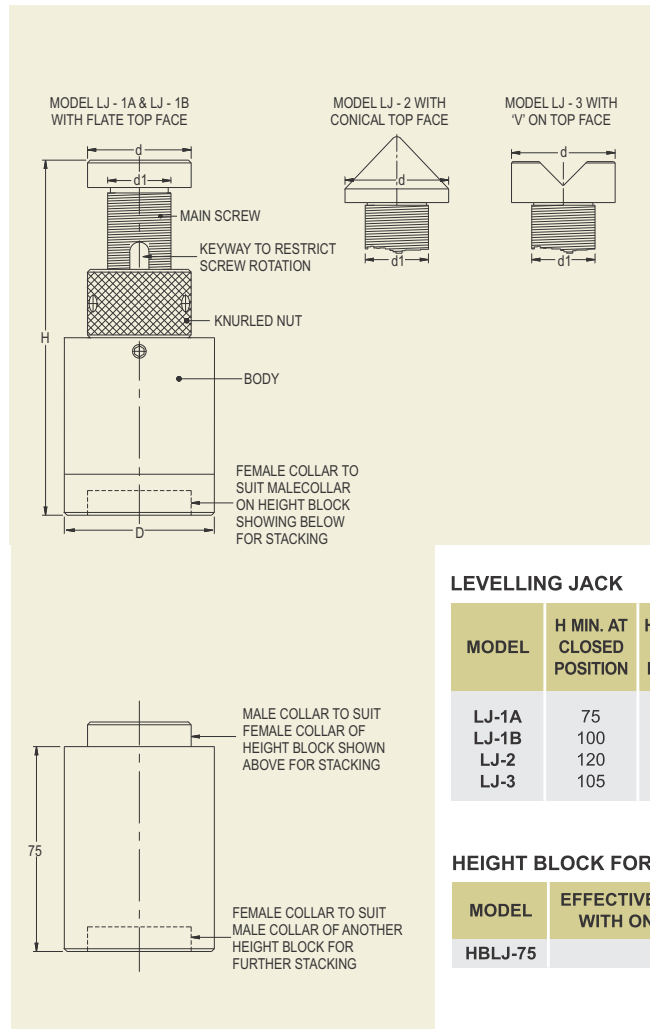 MODEL LJ - 1A & LJ - 1B
WITH FLATE TOP FACE
MODEL LJ - 2 WITH
CONICAL TOP FACE
MODEL LJ - 3 WITH
'V' ON TOP FACE
d
d1
MAIN SCREW
KEYWAY TO RESTRICT
SCREW ROTATION
KNURLED NUT
H
BODY
FEMALE COLLAR TO
SUIT MALECOLLAR
ON HEIGHT BLOCK
SHOWING BELOW
FOR STACKING
D
d
d1
d
d1
MALE COLLAR TO SUIT
FEMALE COLLAR OF
HEIGHT BLOCK SHOWN
ABOVE FOR STACKING
75
FEMALE COLLAR TO SUIT
MALE COLLAR OF ANOTHER
HEIGHT BLOCK FOR
FURTHER STACKING
LEVELLING JACK
MODEL
H MIN. AT
CLOSED
POSITION
LJ-1A 75
LJ-1B 100
LJ-2 120
LJ-3 105
HEIGHT BLOCK FOR
MODEL
EFFECTIVE
WITH ON
HBLJ-75